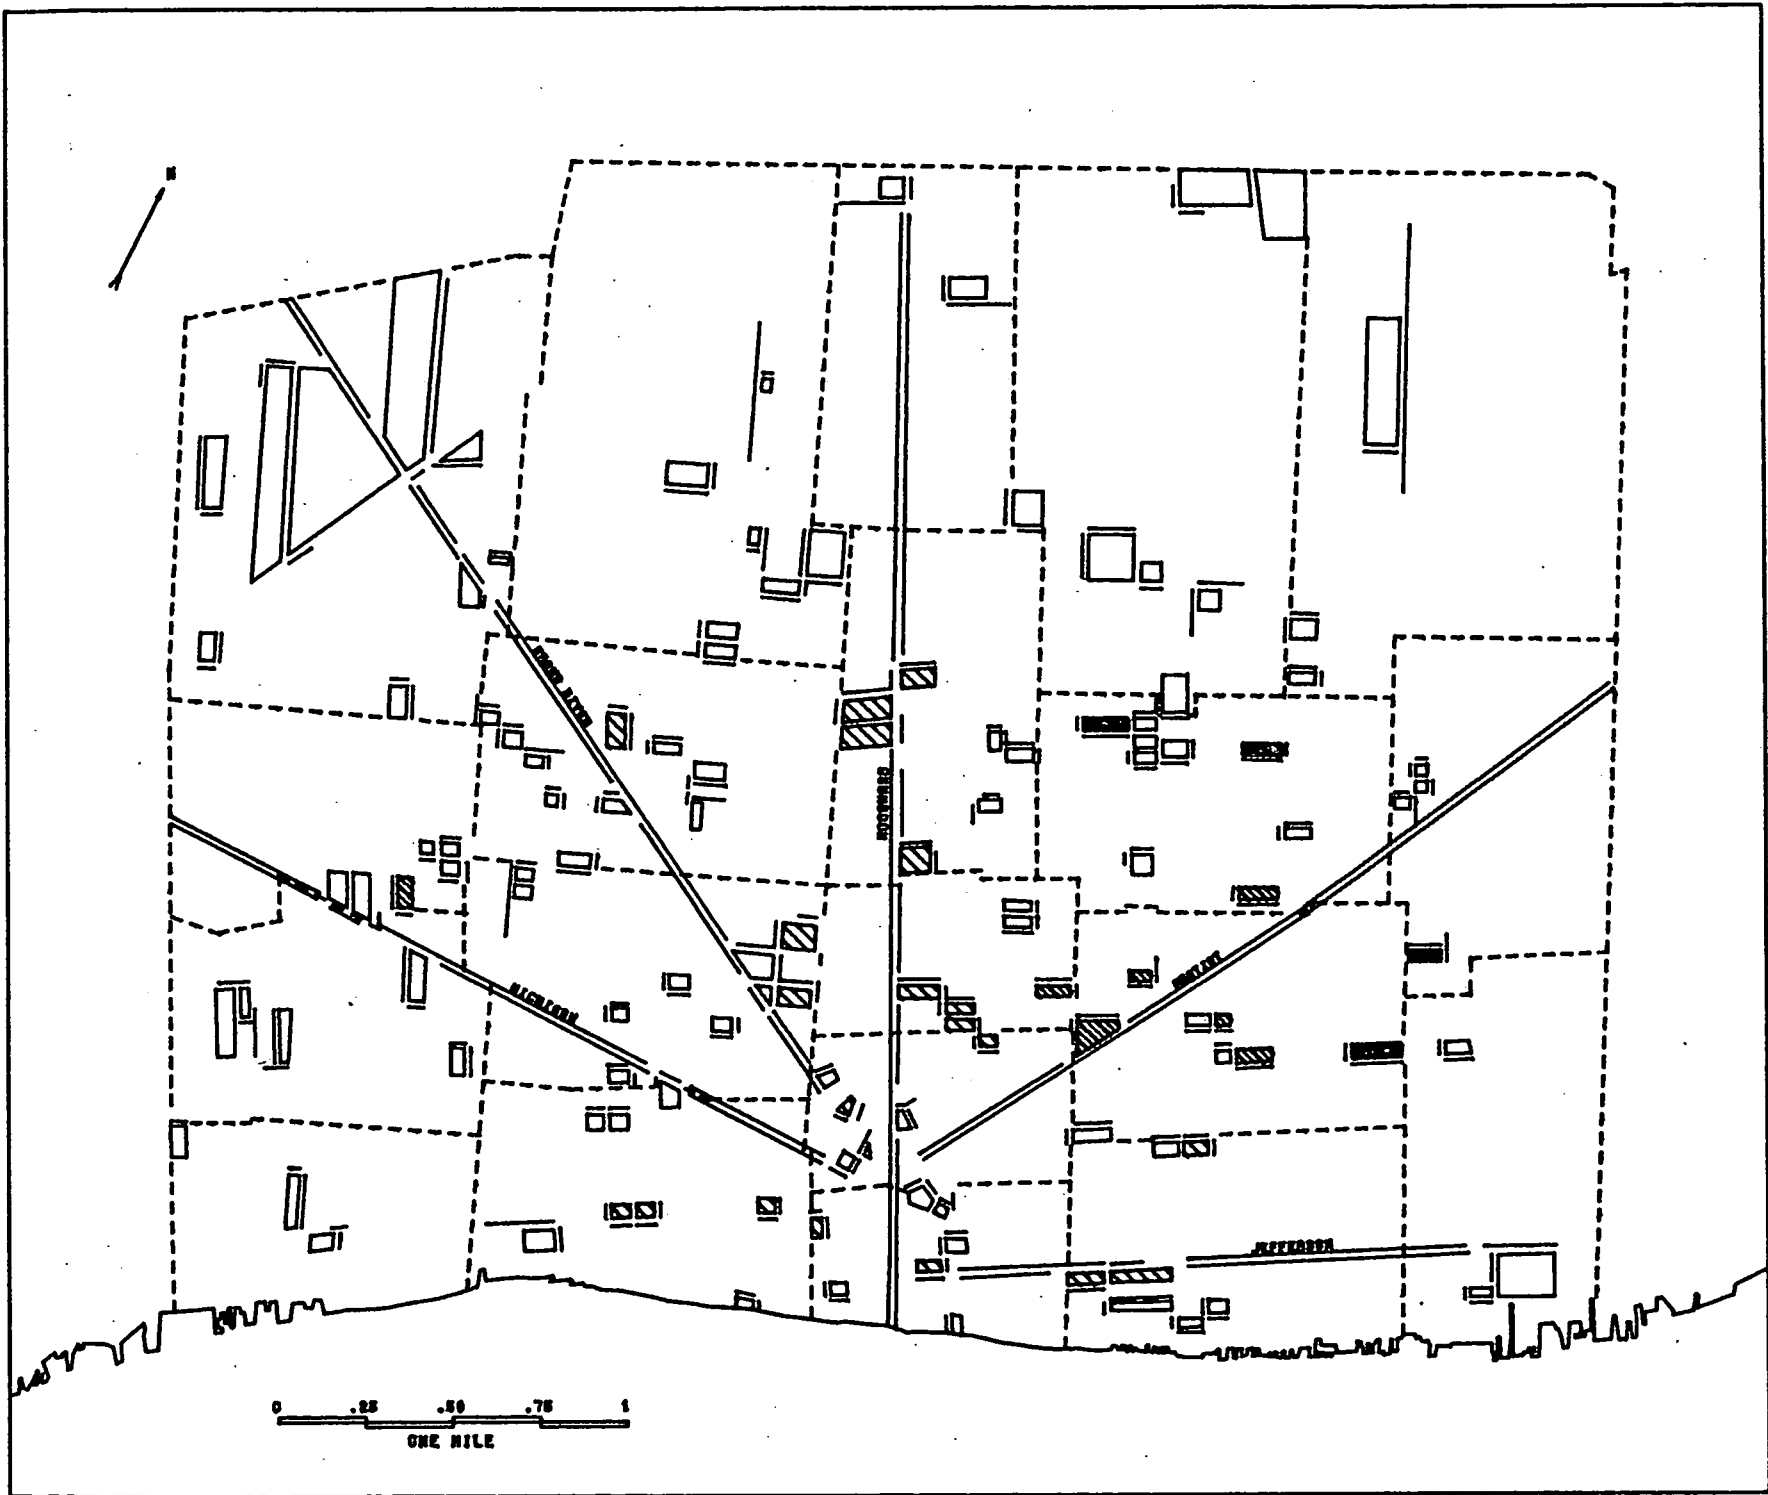 N
GRAND RIVER
WOODWARD
GRATIOT
MICHIGAN
JEFFERSON
0 .25 .50 .75 1
ONE MILE